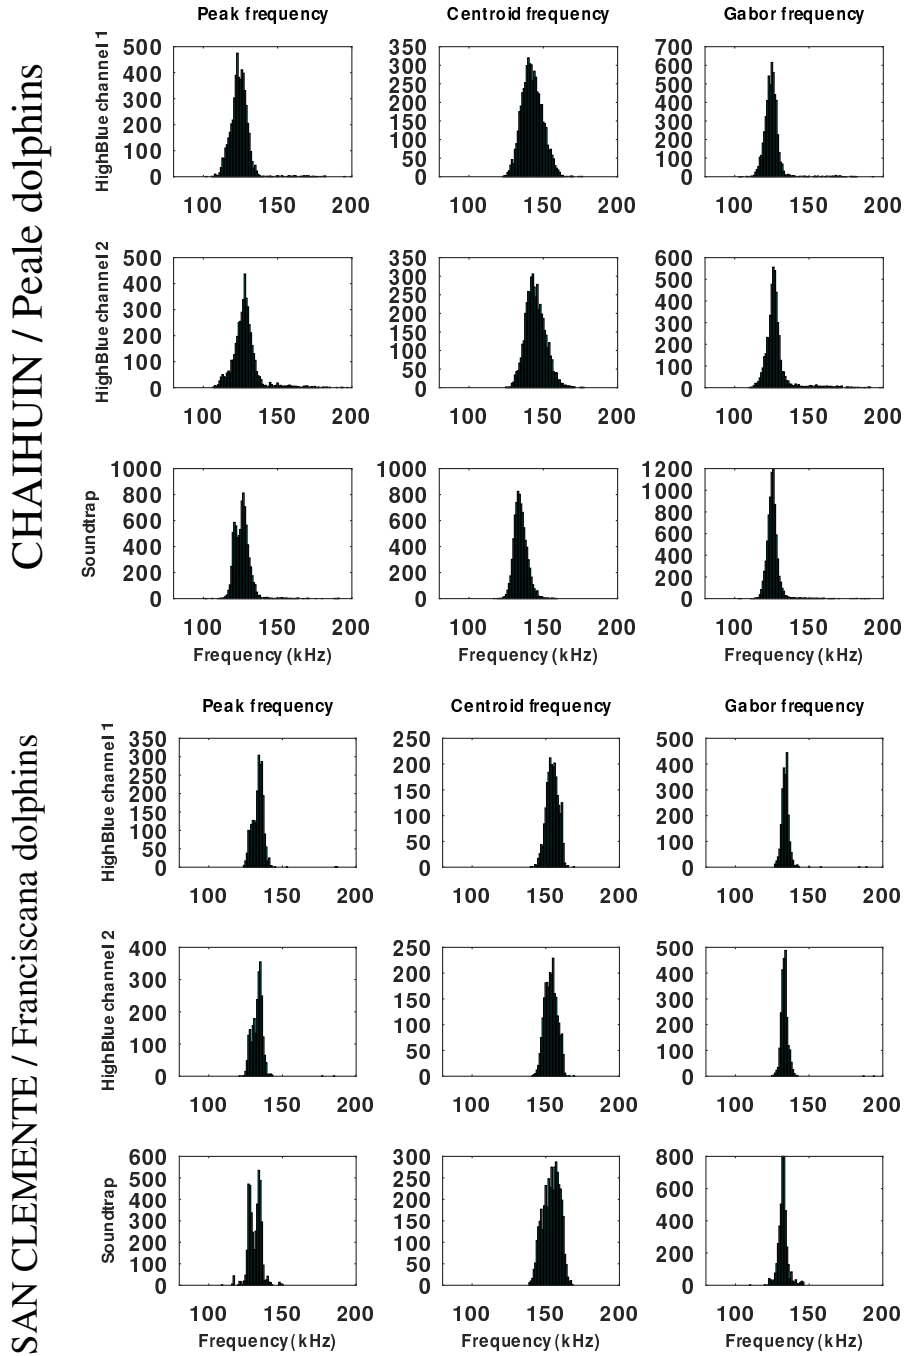 CHAIHUIN / Peale dolphins
Peak frequency Centroid frequency Gabor frequency
HighBlue channel 1
500 400 300 200 100 0
100 150 200
350 300 250 200 150 100 50 0
100 150 200
700 600 500 400 300 200 100 0
100 150 200
HighBlue channel 2
500 400 300 200 100 0
100 150 200
350 300 250 200 150 100 50 0
100 150 200
600 500 400 300 200 100 0
100 150 200
Soundtrap
1000 800 600 400 200 0
100 150 200
Frequency (kHz)
1000 800 600 400 200 0
100 150 200
Frequency (kHz)
1200 1000 800 600 400 200 0
100 150 200
Frequency (kHz)
SAN CLEMENTE / Franciscana dolphins
Peak frequency Centroid frequency Gabor frequency
HighBlue channel 1
350 300 250 200 150 100 50 0
100 150 200
250 200 150 100 50 0
100 150 200
500 400 300 200 100 0
100 150 200
HighBlue channel 2
400 300 200 100 0
100 150 200
250 200 150 100 50 0
100 150 200
500 400 300 200 100 0
100 150 200
Soundtrap
600 500 400 300 200 100 0
100 150 200
Frequency (kHz)
300 250 200 150 100 50 0
100 150 200
Frequency (kHz)
800 600 400 200 0
100 150 200
Frequency (kHz)